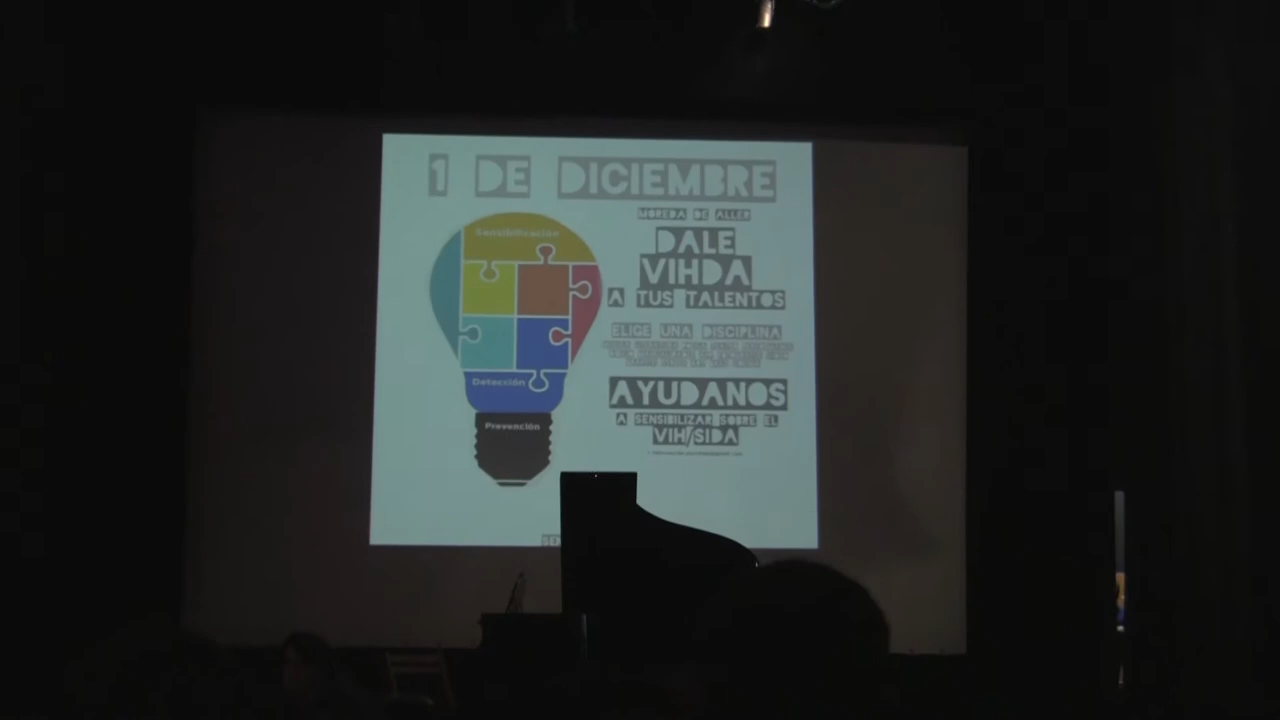 1 DE DICIEMBRE
MOREDA DE ALLER
DALE
VIHDA
A TUS TALENTOS
ELIGE UNA DISCIPLINA
AYUDANOS
A SENSIBILIZAR SOBRE EL
VIH/SIDA
Sensibilización
Detección
Prevención